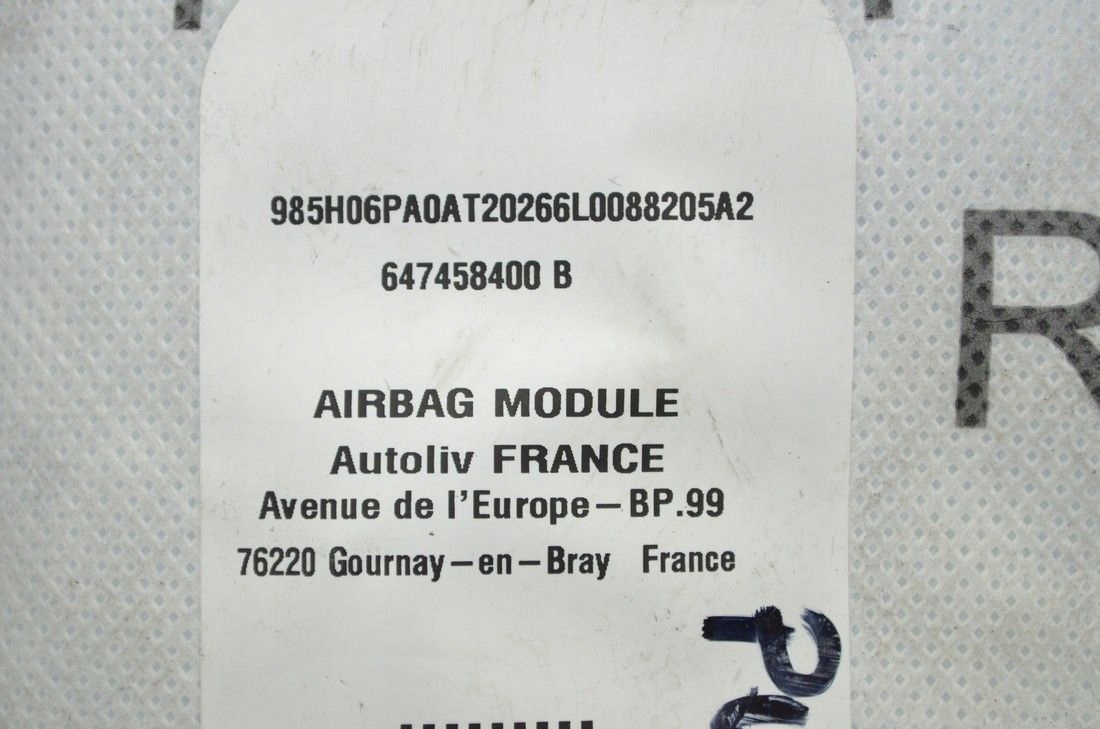 985H06PA0AT20266L0088205A2
647458400 B
AIRBAG MODULE
Autoliv FRANCE
Avenue de l'Europe – BP.99
76220 Gournay – en – Bray France
R